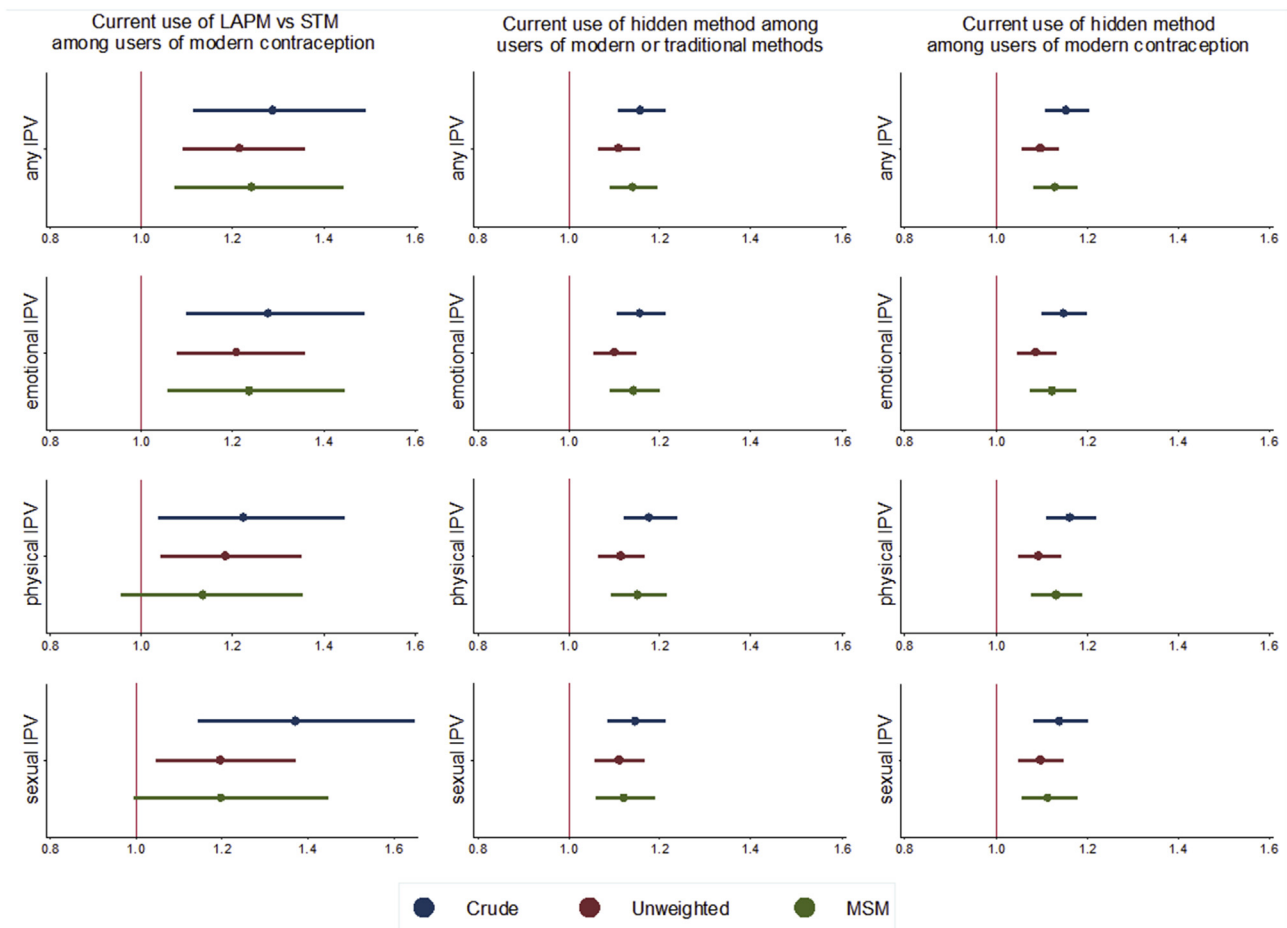 Current use of LAPM vs STM
among users of modern contraception
Current use of hidden method among
users of modern or traditional methods
Current use of hidden method
among users of modern contraception
any IPV
0.8 1.0 1.2 1.4 1.6
any IPV
0.8 1.0 1.2 1.4 1.6
any IPV
0.8 1.0 1.2 1.4 1.6
emotional IPV
0.8 1.0 1.2 1.4 1.6
emotional IPV
0.8 1.0 1.2 1.4 1.6
emotional IPV
0.8 1.0 1.2 1.4 1.6
physical IPV
0.8 1.0 1.2 1.4 1.6
physical IPV
0.8 1.0 1.2 1.4 1.6
physical IPV
0.8 1.0 1.2 1.4 1.6
sexual IPV
0.8 1.0 1.2 1.4 1.6
sexual IPV
0.8 1.0 1.2 1.4 1.6
sexual IPV
0.8 1.0 1.2 1.4 1.6
Crude Unweighted MSM